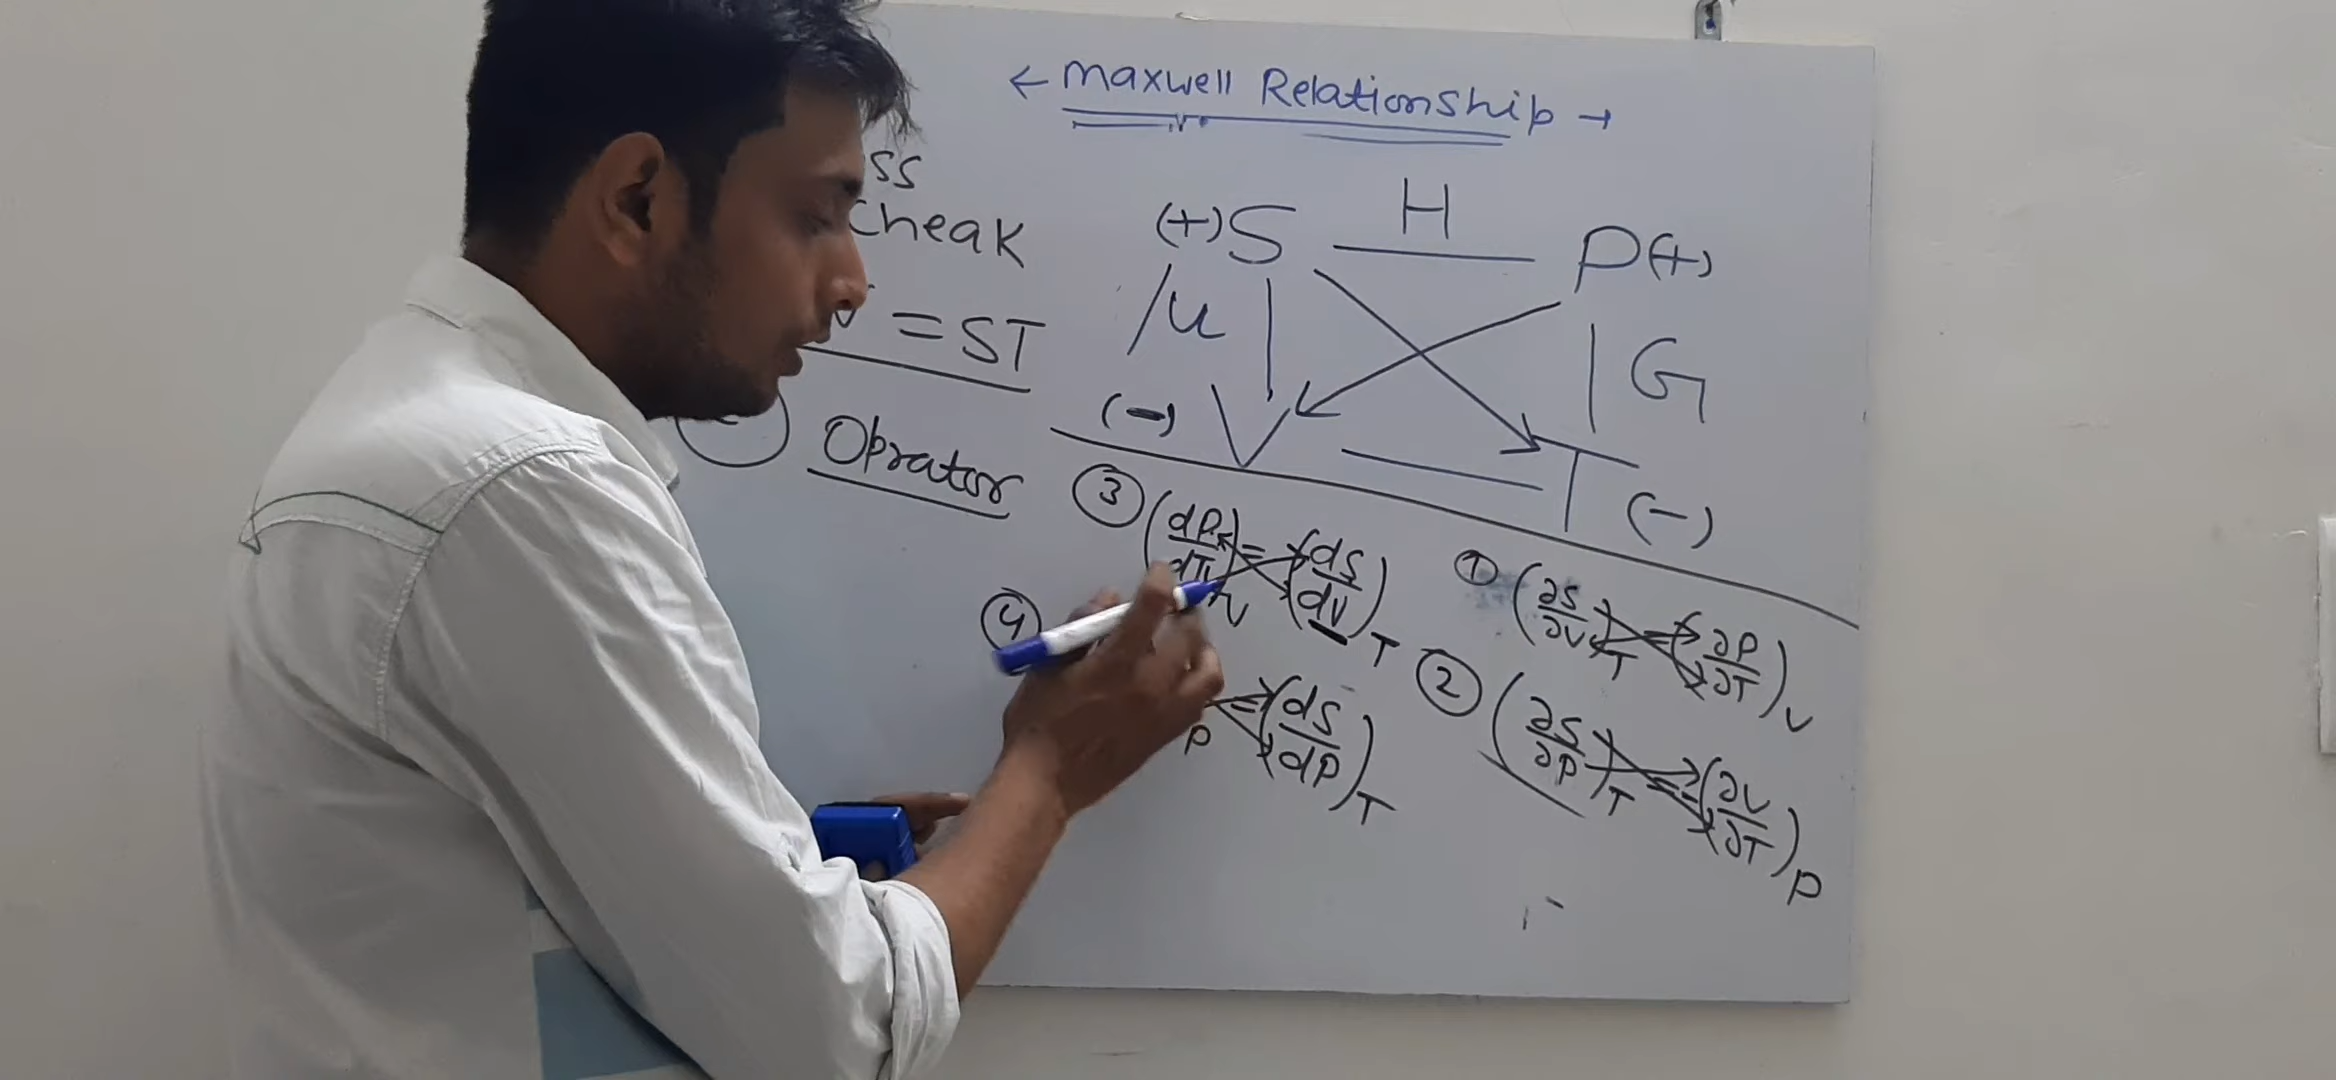 ← Maxwell Relationship →
ss
cheak
= ST
Oprator
H
(+) S P (+)
U G
(-) V T (-)
③ (dP/dT)V = (dS/dV)T
① (∂S/∂V)T = (∂P/∂T)V
④ P = (dS/dP)T
② (∂S/∂P)T = (∂V/∂T)P